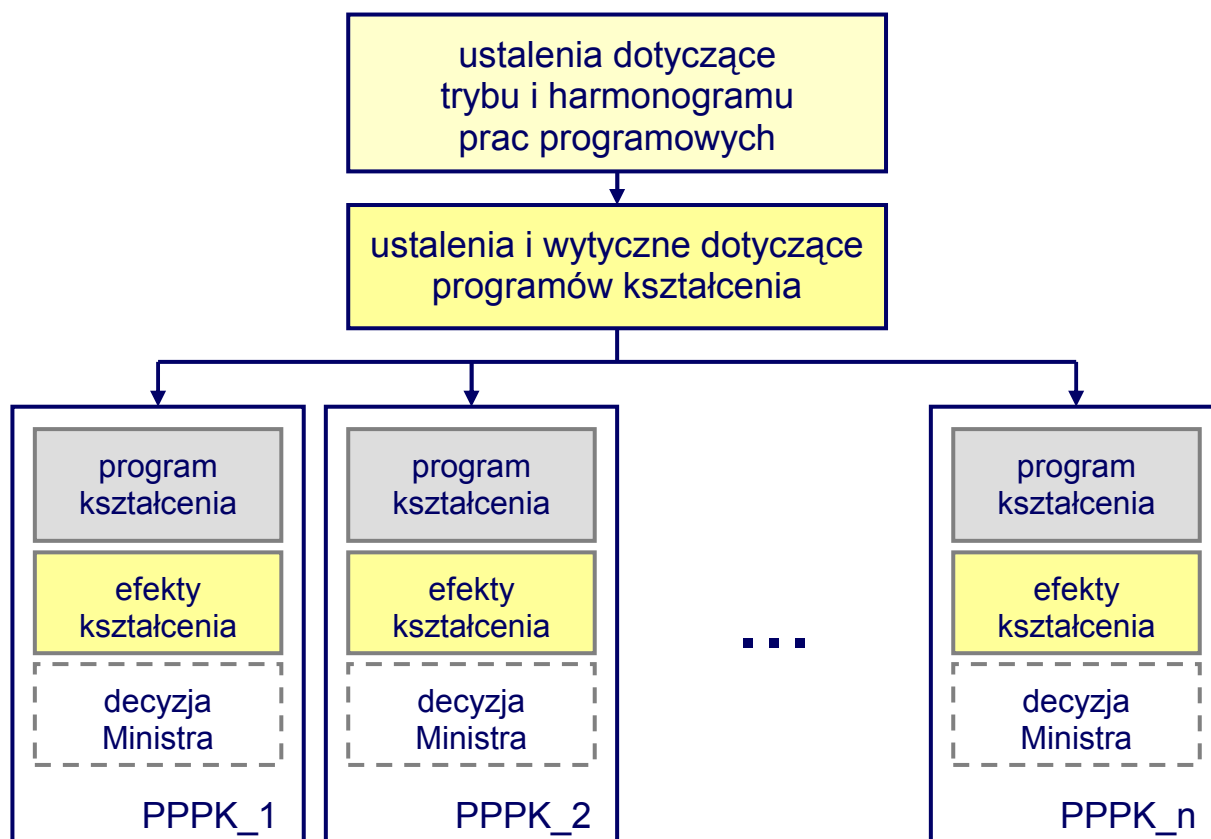 ustalenia dotyczące
trybu i harmonogramu
prac programowych
ustalenia i wytyczne dotyczące
programów kształcenia
program
kształcenia
efekty
kształcenia
decyzja
Ministra
PPPK_1
program
kształcenia
efekty
kształcenia
decyzja
Ministra
PPPK_2
...
program
kształcenia
efekty
kształcenia
decyzja
Ministra
PPPK_n